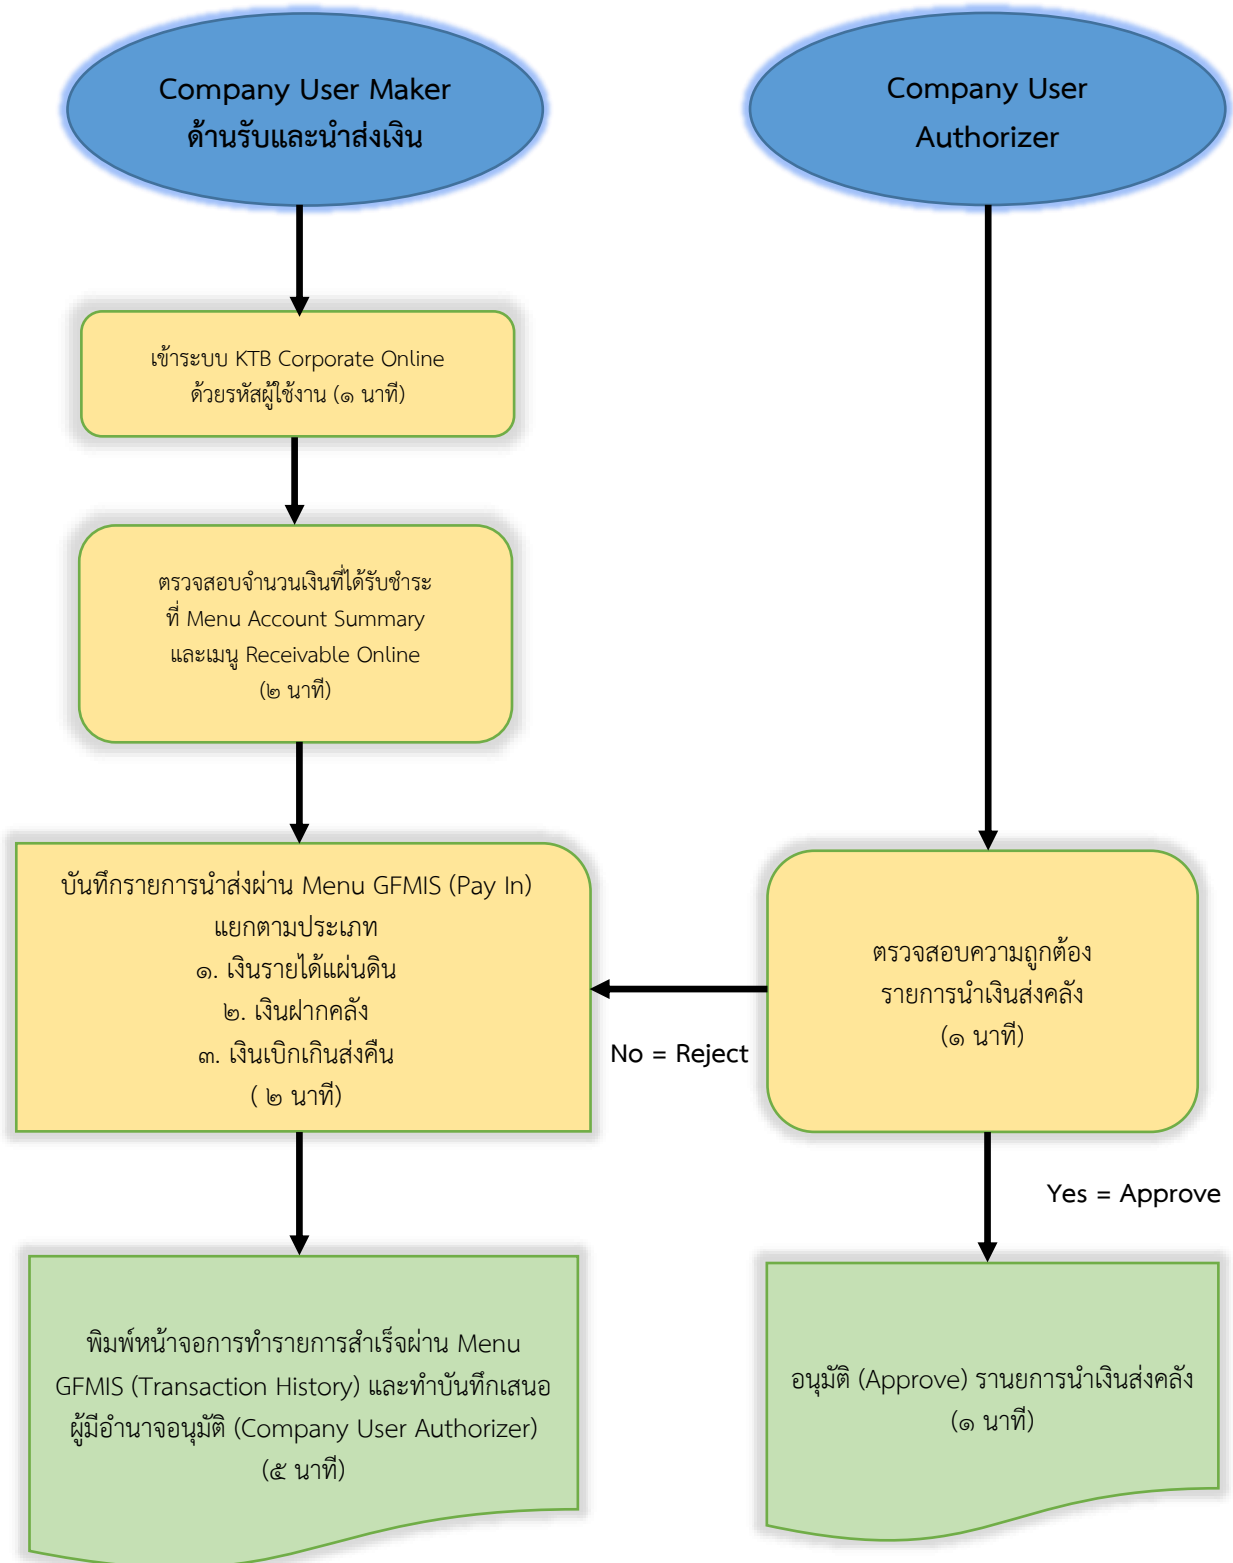 Company User Maker
ด้านรับและนำส่งเงิน
Company User
Authorizer
เข้าระบบ KTB Corporate Online
ด้วยรหัสผู้ใช้งาน (๑ นาที)
ตรวจสอบจำนวนเงินที่ได้รับชำระ
ที่ Menu Account Summary
และเมนู Receivable Online
(๒ นาที)
บันทึกรายการนำส่งผ่าน Menu GFMIS (Pay In)
แยกตามประเภท
๑. เงินรายได้แผ่นดิน
๒. เงินฝากคลัง
๓. เงินเบิกเกินส่งคืน
( ๒ นาที)
ตรวจสอบความถูกต้อง
รายการนำเงินส่งคลัง
(๑ นาที)
No = Reject
Yes = Approve
พิมพ์หน้าจอการทำรายการสำเร็จผ่าน Menu
GFMIS (Transaction History) และทำบันทึกเสนอ
ผู้มีอำนาจอนุมัติ (Company User Authorizer)
(๕ นาที)
อนุมัติ (Approve) รานยการนำเงินส่งคลัง
(๑ นาที)